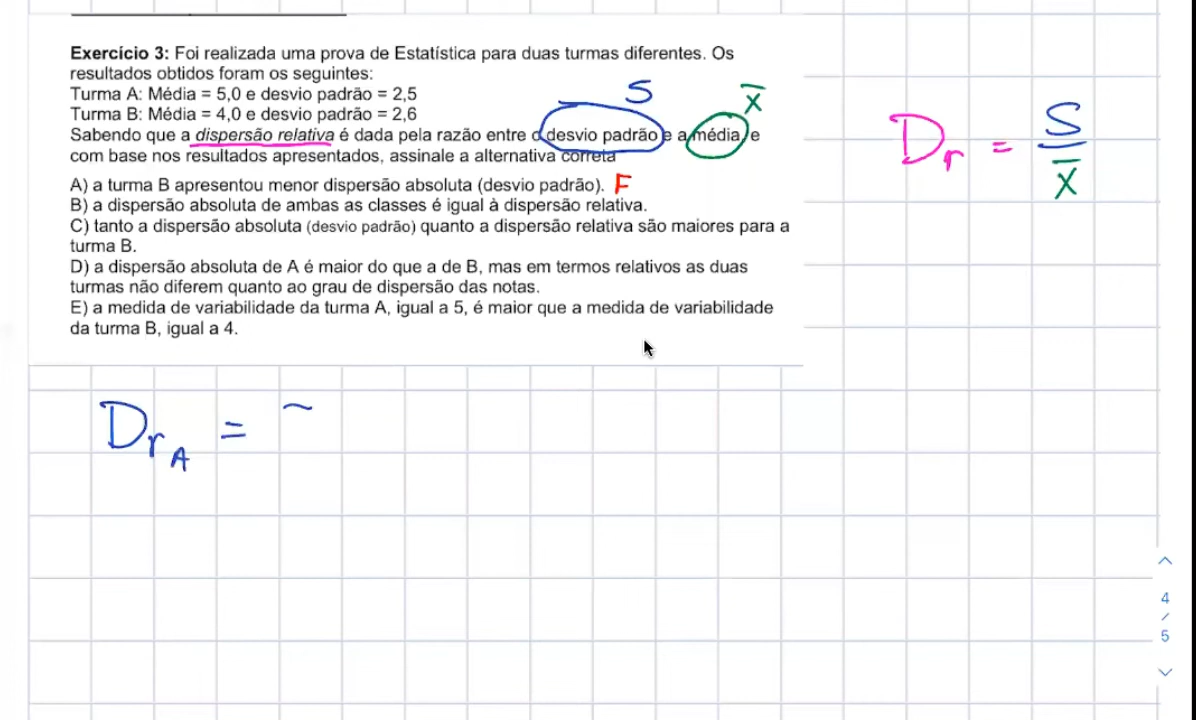 Exercício 3: Foi realizada uma prova de Estatística para duas turmas diferentes. Os
resultados obtidos foram os seguintes:
Turma A: Média = 5,0 e desvio padrão = 2,5
S
x̅
Turma B: Média = 4,0 e desvio padrão = 2,6
Sabendo que a dispersão relativa é dada pela razão entre o desvio padrão e a média, e
com base nos resultados apresentados, assinale a alternativa correta
Dr = S / x̅
A) a turma B apresentou menor dispersão absoluta (desvio padrão). F
B) a dispersão absoluta de ambas as classes é igual à dispersão relativa.
C) tanto a dispersão absoluta (desvio padrão) quanto a dispersão relativa são maiores para a
turma B.
D) a dispersão absoluta de A é maior do que a de B, mas em termos relativos as duas
turmas não diferem quanto ao grau de dispersão das notas.
E) a medida de variabilidade da turma A, igual a 5, é maior que a medida de variabilidade
da turma B, igual a 4.
DrA =
4
/
5